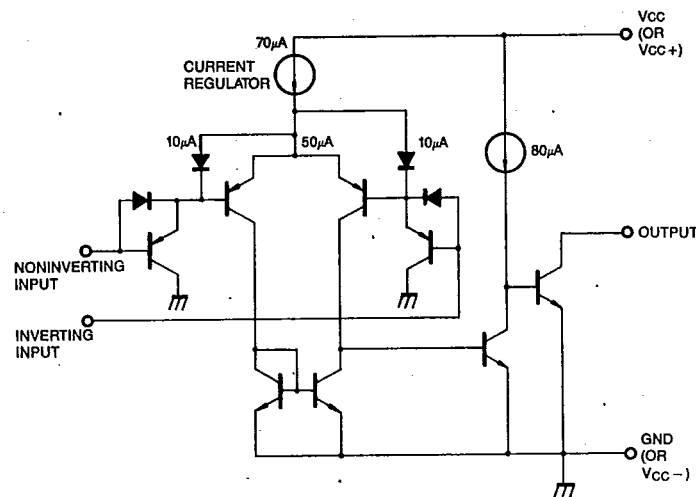 70μA
VCC
(OR
VCC+)
CURRENT
REGULATOR
10μA
50μA
10μA
80μA
OUTPUT
NONINVERTING
INPUT
INVERTING
INPUT
GND
(OR
VCC−)